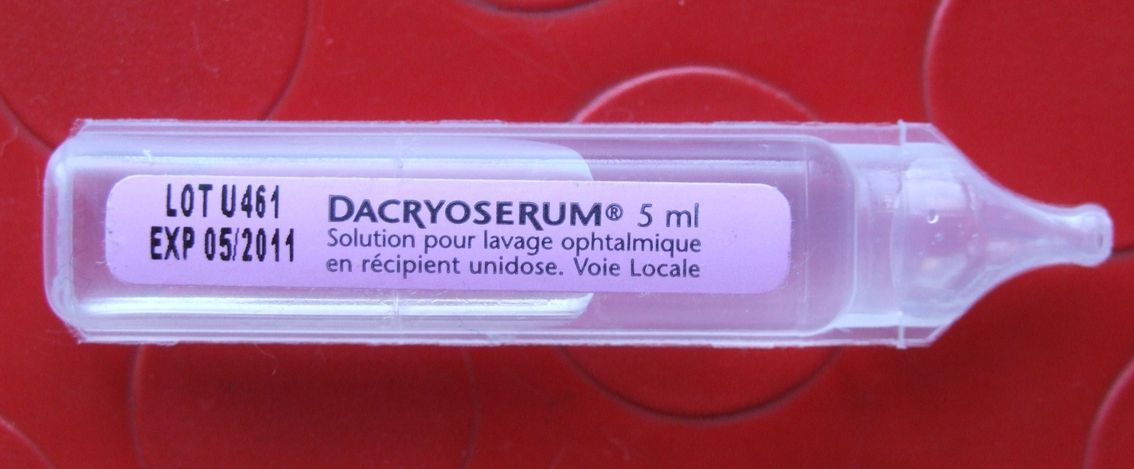 LOT U461
EXP 05/2011
DACRYOSERUM® 5 ml
Solution pour lavage ophtalmique
en récipient unidose. Voie Locale